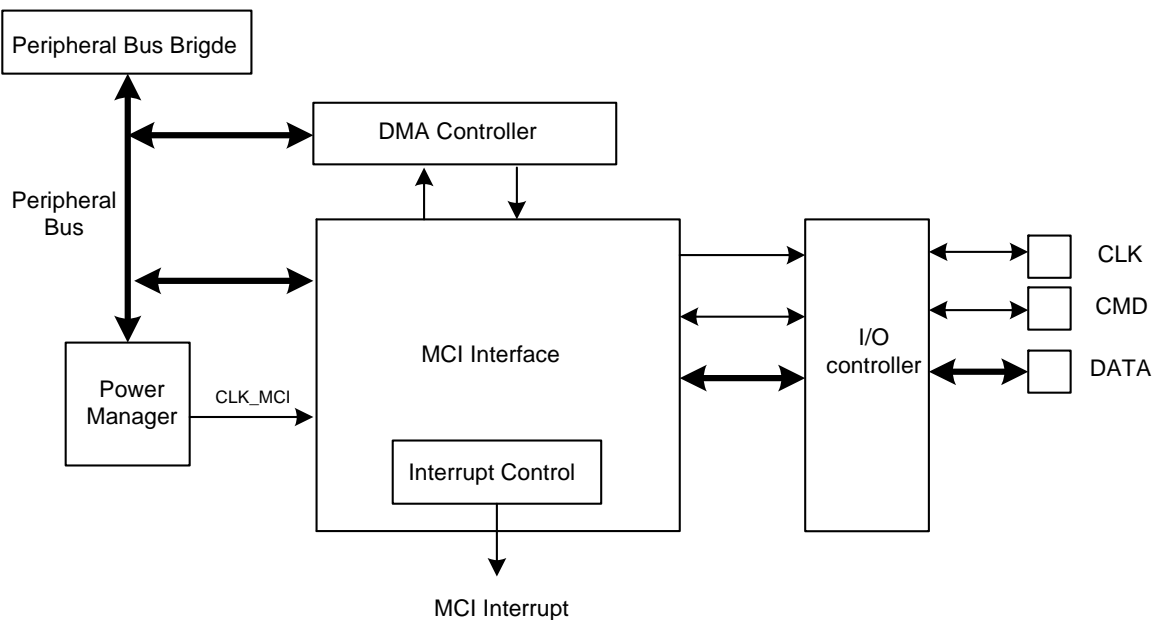 Peripheral Bus Brigde
DMA Controller
Peripheral
Bus
CLK
CMD
MCI Interface
I/O
controller
DATA
Power
Manager
CLK_MCI
Interrupt Control
MCI Interrupt